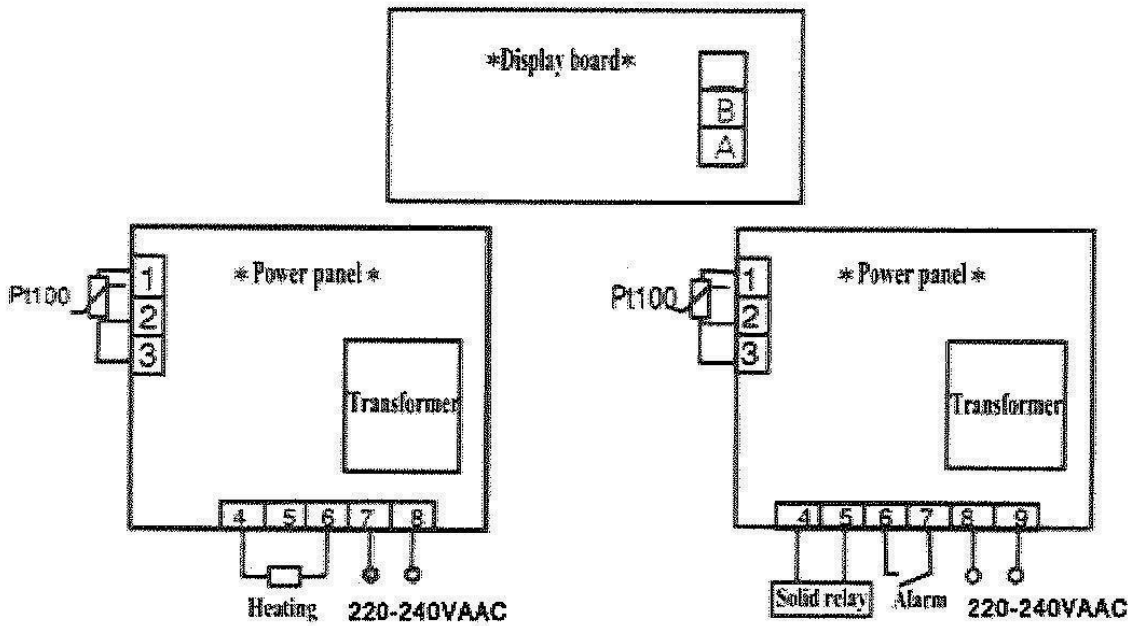 *Display board*
B
A
* Power panel *
Pt100
1
2
3
Transformer
4 5 6 7 8
Heating
220-240VAAC
* Power panel *
Pt100
1
2
3
Transformer
4 5 6 7 8 9
Solid relay
Alarm
220-240VAAC